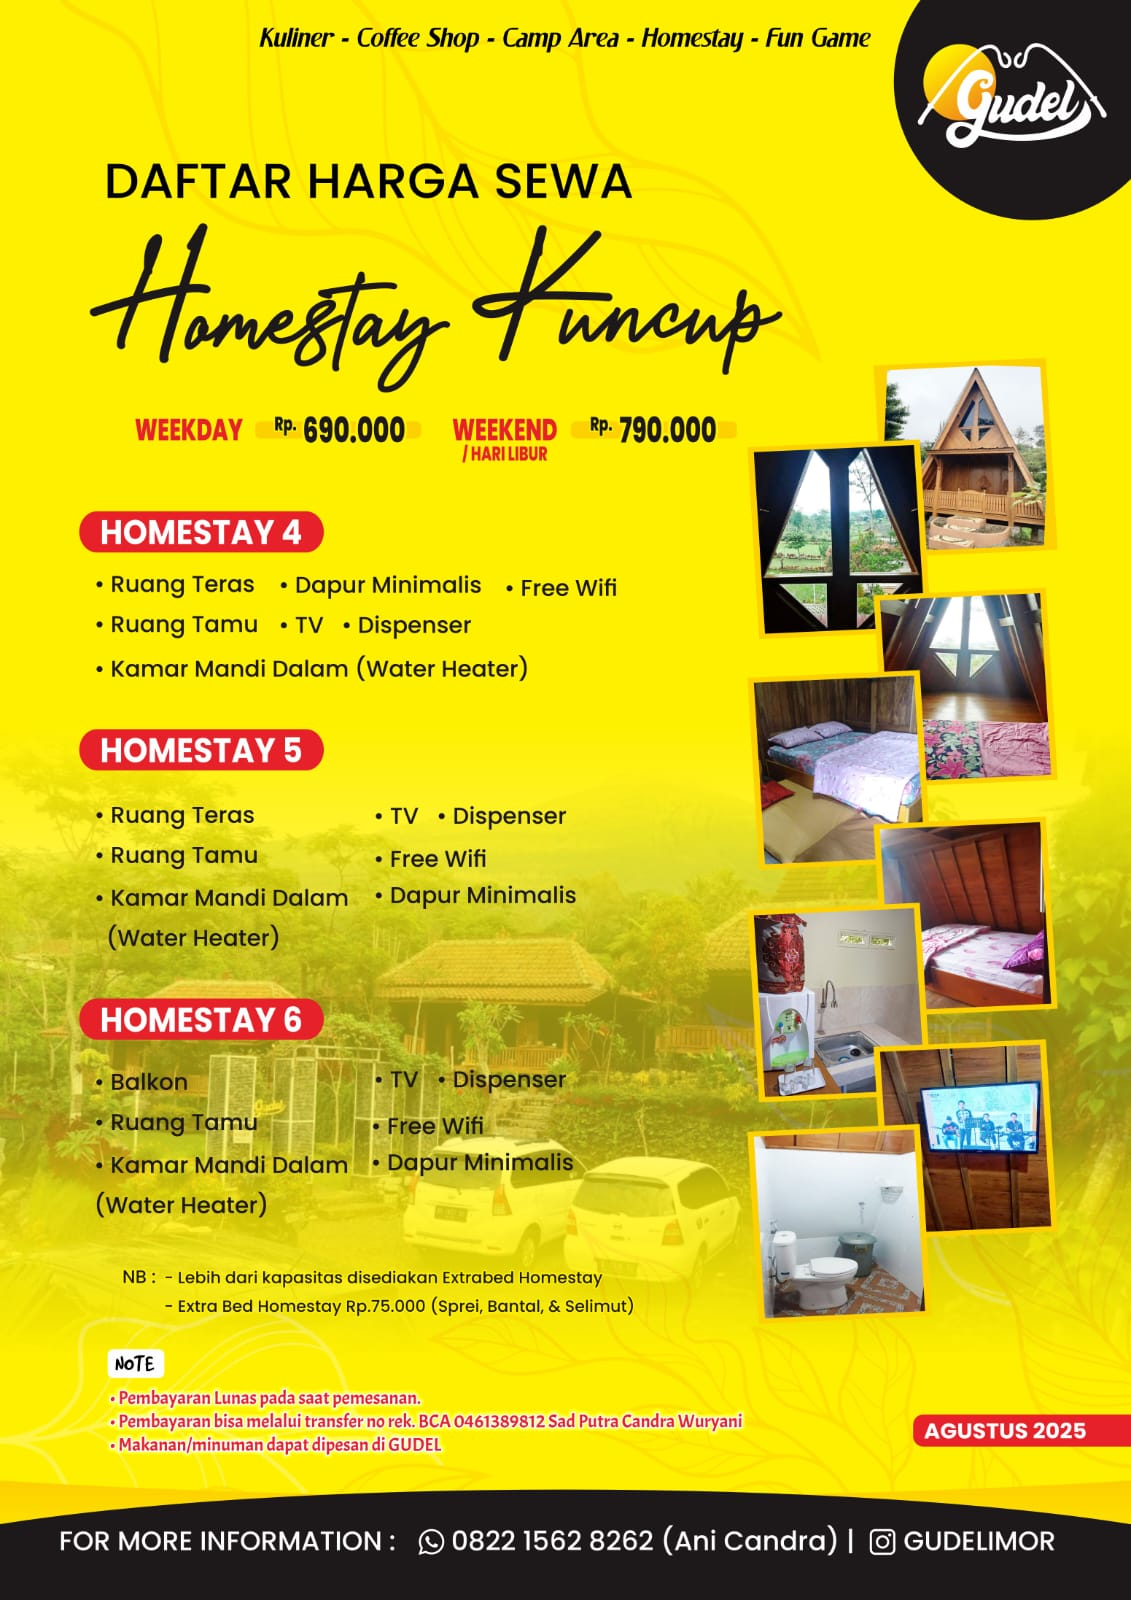 Kuliner - Coffee Shop - Camp Area - Homestay - Fun Game
Gudel
DAFTAR HARGA SEWA
Homestay Kuncup
WEEKDAY Rp. 690.000 WEEKEND / HARI LIBUR Rp. 790.000
HOMESTAY 4
• Ruang Teras • Dapur Minimalis • Free Wifi
• Ruang Tamu • TV • Dispenser
• Kamar Mandi Dalam (Water Heater)
HOMESTAY 5
• Ruang Teras • TV • Dispenser
• Ruang Tamu • Free Wifi
• Kamar Mandi Dalam • Dapur Minimalis
(Water Heater)
HOMESTAY 6
• Balkon • TV • Dispenser
• Ruang Tamu • Free Wifi
• Kamar Mandi Dalam • Dapur Minimalis
(Water Heater)
NB : - Lebih dari kapasitas disediakan Extrabed Homestay
- Extra Bed Homestay Rp.75.000 (Sprei, Bantal, & Selimut)
NOTE
• Pembayaran Lunas pada saat pemesanan.
• Pembayaran bisa melalui transfer no rek. BCA 0461389812 Sad Putra Candra Wuryani
• Makanan/minuman dapat dipesan di GUDEL
AGUSTUS 2025
FOR MORE INFORMATION : 0822 1562 8262 (Ani Candra) | GUDELIMOR